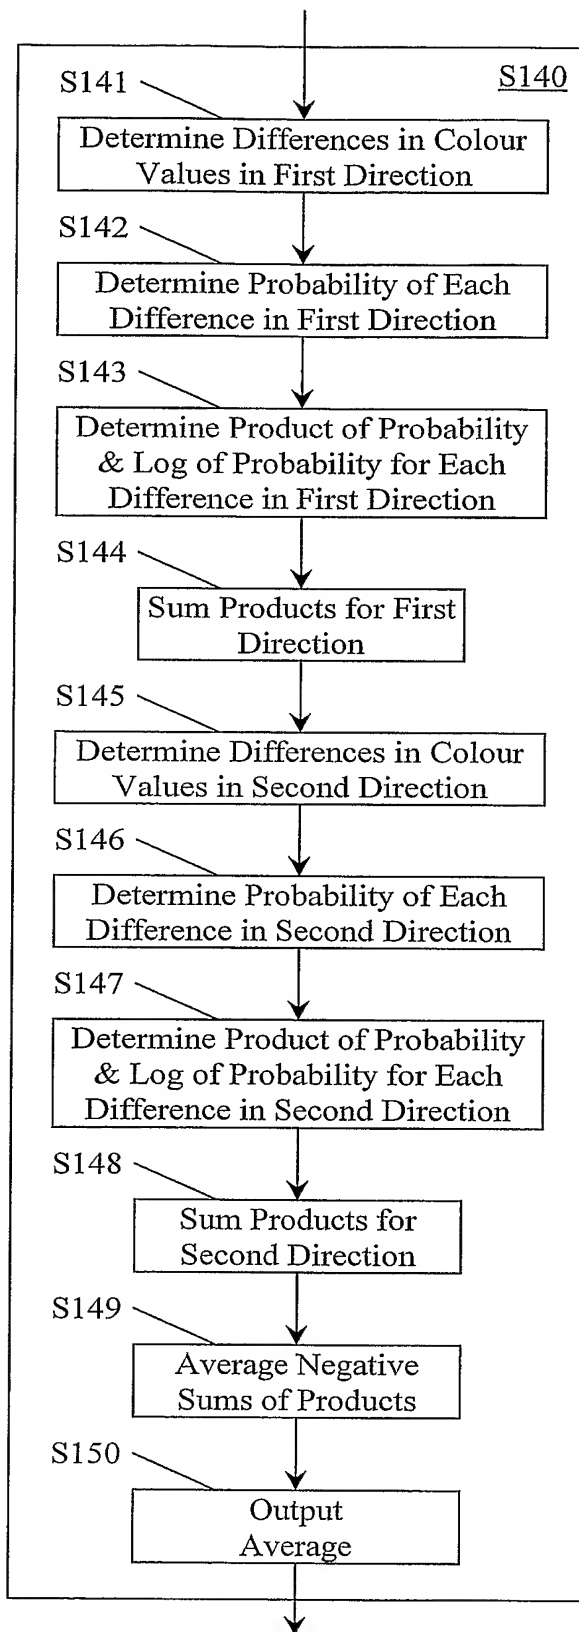 S140
S141
Determine Differences in Colour
Values in First Direction
S142
Determine Probability of Each
Difference in First Direction
S143
Determine Product of Probability
& Log of Probability for Each
Difference in First Direction
S144
Sum Products for First
Direction
S145
Determine Differences in Colour
Values in Second Direction
S146
Determine Probability of Each
Difference in Second Direction
S147
Determine Product of Probability
& Log of Probability for Each
Difference in Second Direction
S148
Sum Products for
Second Direction
S149
Average Negative
Sums of Products
S150
Output
Average